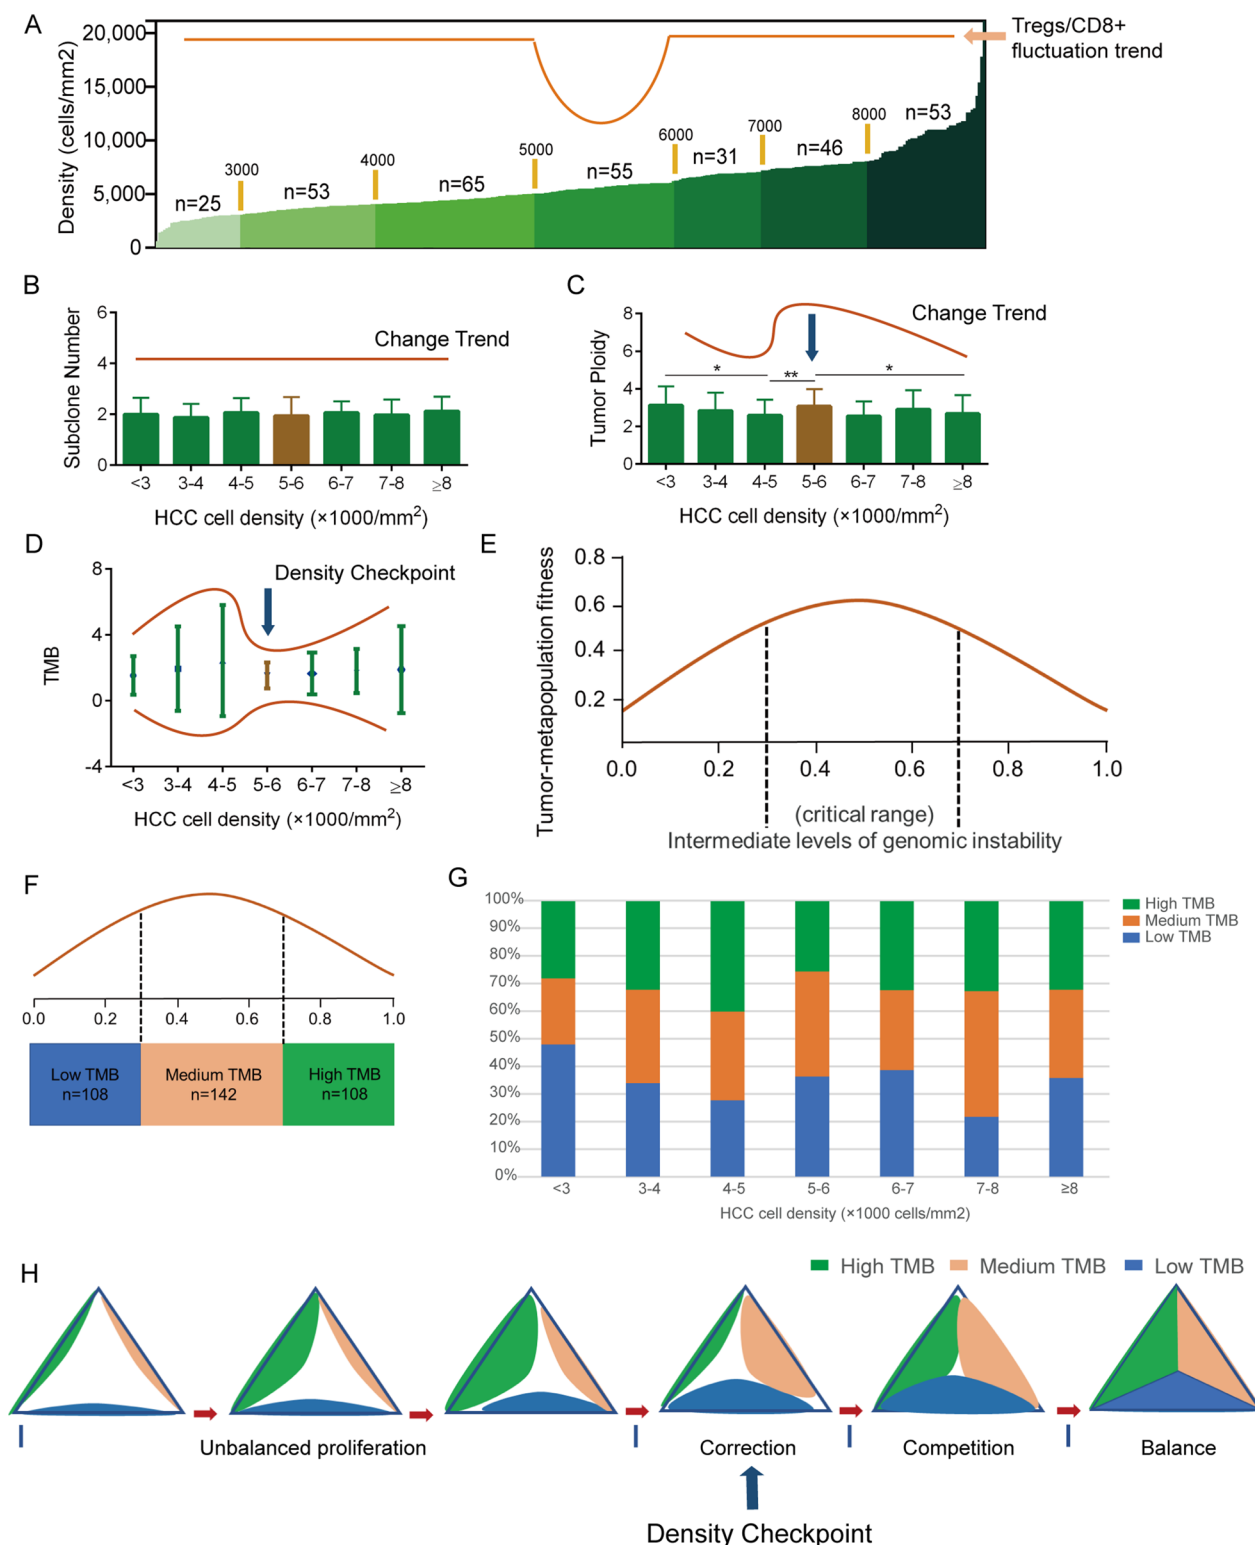 A
Tregs/CD8+
fluctuation trend
Density (cells/mm2)
20,000
15,000
10,000
5,000
0
3000
4000
5000
6000
7000
8000
n=25
n=53
n=65
n=55
n=31
n=46
n=53
B
Subclone Number
6
4
2
0
Change Trend
<3
3-4
4-5
5-6
6-7
7-8
≥8
HCC cell density (×1000/mm2)
C
Tumor Ploidy
8
6
4
2
0
Change Trend
*
**
*
<3
3-4
4-5
5-6
6-7
7-8
≥8
HCC cell density (×1000/mm2)
D
TMB
8
4
0
-4
Density Checkpoint
<3
3-4
4-5
5-6
6-7
7-8
≥8
HCC cell density (×1000/mm2)
E
Tumor-metapopulation fitness
0.8
0.6
0.4
0.2
0.0
0.2
0.4
0.6
0.8
1.0
(critical range)
Intermediate levels of genomic instability
F
0.0
0.2
0.4
0.6
0.8
1.0
Low TMB
n=108
Medium TMB
n=142
High TMB
n=108
G
100%
90%
80%
70%
60%
50%
40%
30%
20%
10%
0%
High TMB
Medium TMB
Low TMB
<3
3-4
4-5
5-6
6-7
7-8
≥8
HCC cell density (×1000 cells/mm2)
H
High TMB
Medium TMB
Low TMB
Unbalanced proliferation
Correction
Competition
Balance
Density Checkpoint